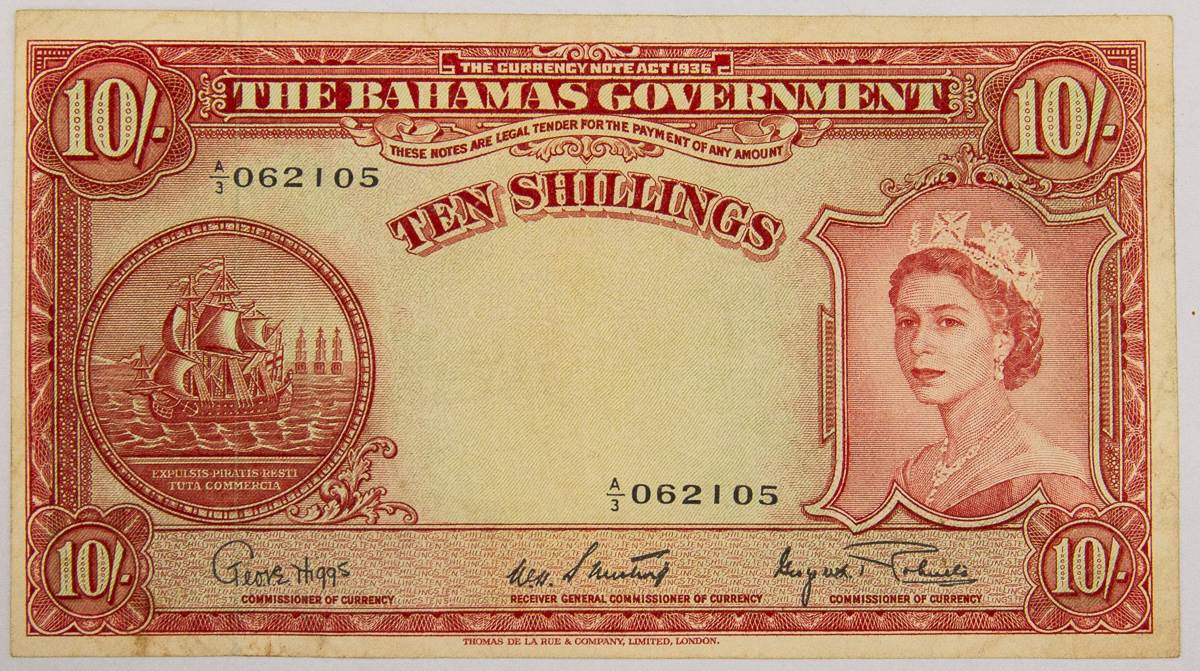 THE CURRENCY NOTE ACT 1936
10/- THE BAHAMAS GOVERNMENT 10/-
THESE NOTES ARE LEGAL TENDER FOR THE PAYMENT OF ANY AMOUNT
A/3 062105
TEN SHILLINGS
EXPULSIS·PIRATIS·RESTI
TUTA COMMERCIA
A/3 062105
10/- 10/-
COMMISSIONER OF CURRENCY
RECEIVER GENERAL COMMISSIONER OF CURRENCY
COMMISSIONER OF CURRENCY
THOMAS DE LA RUE & COMPANY, LIMITED, LONDON.